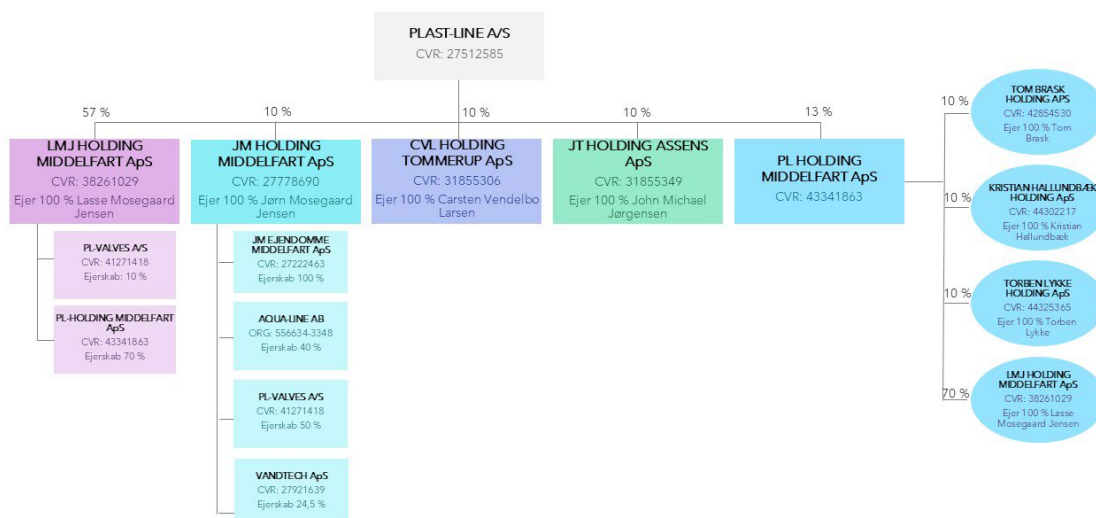 PLAST-LINE A/S
CVR: 27512585
57 %
10 %
10 %
10 %
13 %
LMJ HOLDING
MIDDELFART ApS
CVR: 38261029
Ejer 100 % Lasse Mosegaard
Jensen
PL-VALVES A/S
CVR: 41271418
Ejerskab: 10 %
PL-HOLDING MIDDELFART
ApS
CVR: 43341863
Ejerskab 70 %
JM HOLDING
MIDDELFART ApS
CVR: 27778690
Ejer 100 % Jørn Mosegaard
Jensen
JM EJENDOMME
MIDDELFART ApS
CVR: 27222463
Ejerskab 100 %
AQUA-LINE AB
ORG: 556634-3348
Ejerskab 40 %
PL-VALVES A/S
CVR: 41271418
Ejerskab 50 %
VANDTECH ApS
CVR: 27921639
Ejerskab 24,5 %
CVL HOLDING
TOMMERUP ApS
CVR: 31855306
Ejer 100 % Carsten Vendelbo
Larsen
JT HOLDING ASSENS
ApS
CVR: 31855349
Ejer 100 % John Michael
Jørgensen
PL HOLDING
MIDDELFART ApS
CVR: 43341863
10 %
TOM BRASK
HOLDING APS
CVR: 42854530
Ejer 100 % Tom
Brask
10 %
KRISTIAN HALLUNDBÆK
HOLDING ApS
CVR: 44302217
Ejer 100 % Kristian
Hallundbæk
10 %
TORBEN LYKKE
HOLDING ApS
CVR: 44325365
Ejer 100 % Torben
Lykke
70 %
LMJ HOLDING
MIDDELFART ApS
CVR: 38261029
Ejer 100 % Lasse
Mosegaard Jensen